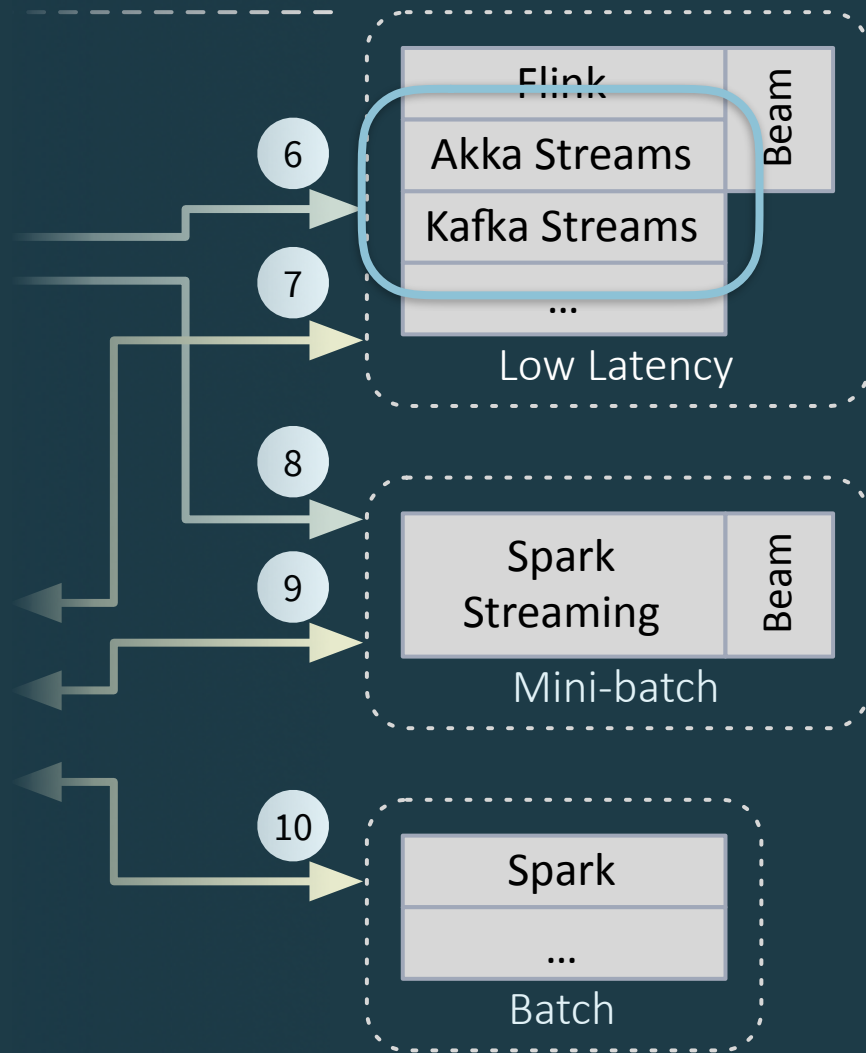 Flink
Beam
6
Akka Streams
Kafka Streams
7
...
Low Latency
8
Spark
Streaming
Beam
9
Mini-batch
10
Spark
...
Batch